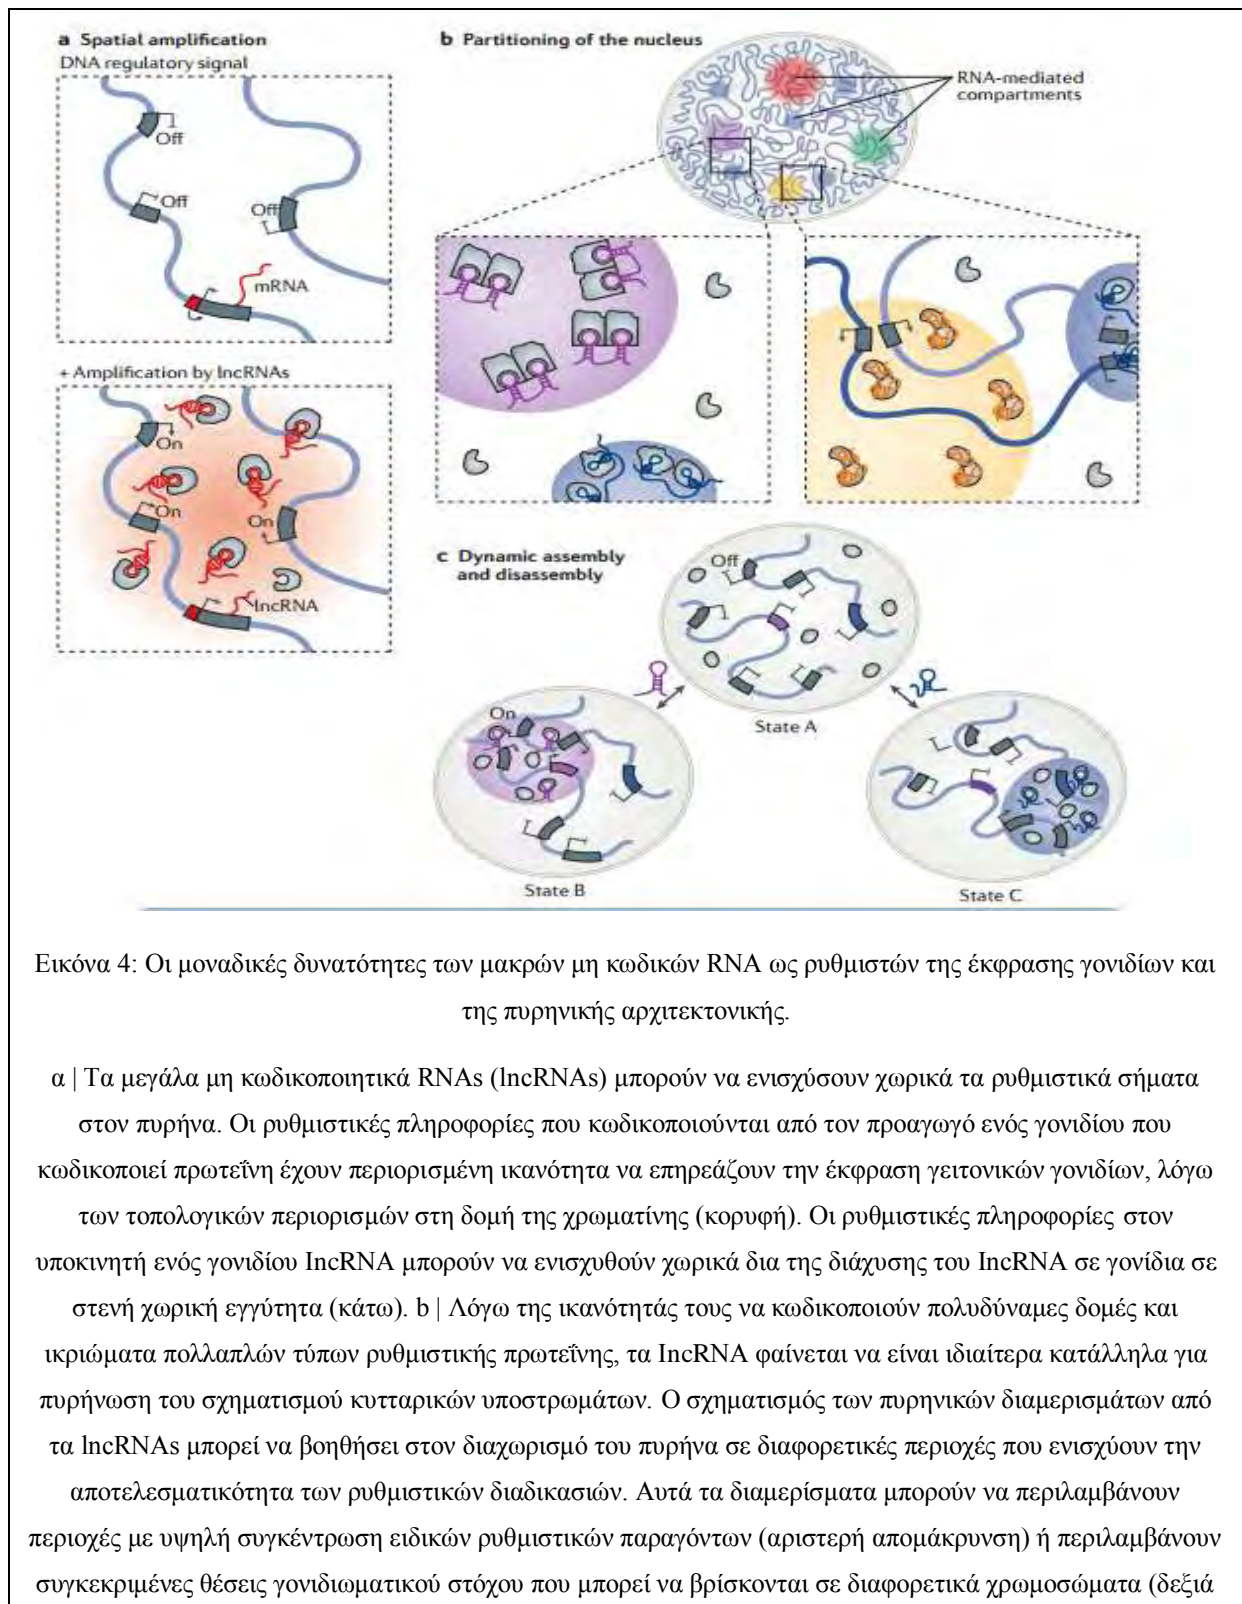 a Spatial amplification
DNA regulatory signal
Off
Off
Off
mRNA
+ Amplification by lncRNAs
On
On
On
lncRNA
b Partitioning of the nucleus
RNA-mediated
compartments
c Dynamic assembly
and disassembly
Off
State A
On
State B
State C
Εικόνα 4: Οι μοναδικές δυνατότητες των μακρών μη κωδικών RNA ως ρυθμιστών της έκφρασης γονιδίων και
της πυρηνικής αρχιτεκτονικής.
α | Τα μεγάλα μη κωδικοποιητικά RNAs (lncRNAs) μπορούν να ενισχύσουν χωρικά τα ρυθμιστικά σήματα
στον πυρήνα. Οι ρυθμιστικές πληροφορίες που κωδικοποιούνται από τον προαγωγό ενός γονιδίου που
κωδικοποιεί πρωτεΐνη έχουν περιορισμένη ικανότητα να επηρεάζουν την έκφραση γειτονικών γονιδίων, λόγω
των τοπολογικών περιορισμών στη δομή της χρωματίνης (κορυφή). Οι ρυθμιστικές πληροφορίες στον
υποκινητή ενός γονιδίου IncRNA μπορούν να ενισχυθούν χωρικά δια της διάχυσης του IncRNA σε γονίδια σε
στενή χωρική εγγύτητα (κάτω). b | Λόγω της ικανότητάς τους να κωδικοποιούν πολυδύναμες δομές και
ικριώματα πολλαπλών τύπων ρυθμιστικής πρωτεΐνης, τα IncRNA φαίνεται να είναι ιδιαίτερα κατάλληλα για
πυρήνωση του σχηματισμού κυτταρικών υποστρωμάτων. Ο σχηματισμός των πυρηνικών διαμερισμάτων από
τα lncRNAs μπορεί να βοηθήσει στον διαχωρισμό του πυρήνα σε διαφορετικές περιοχές που ενισχύουν την
αποτελεσματικότητα των ρυθμιστικών διαδικασιών. Αυτά τα διαμερίσματα μπορούν να περιλαμβάνουν
περιοχές με υψηλή συγκέντρωση ειδικών ρυθμιστικών παραγόντων (αριστερή απομάκρυνση) ή περιλαμβάνουν
συγκεκριμένες θέσεις γονιδιωματικού στόχου που μπορεί να βρίσκονται σε διαφορετικά χρωμοσώματα (δεξιά